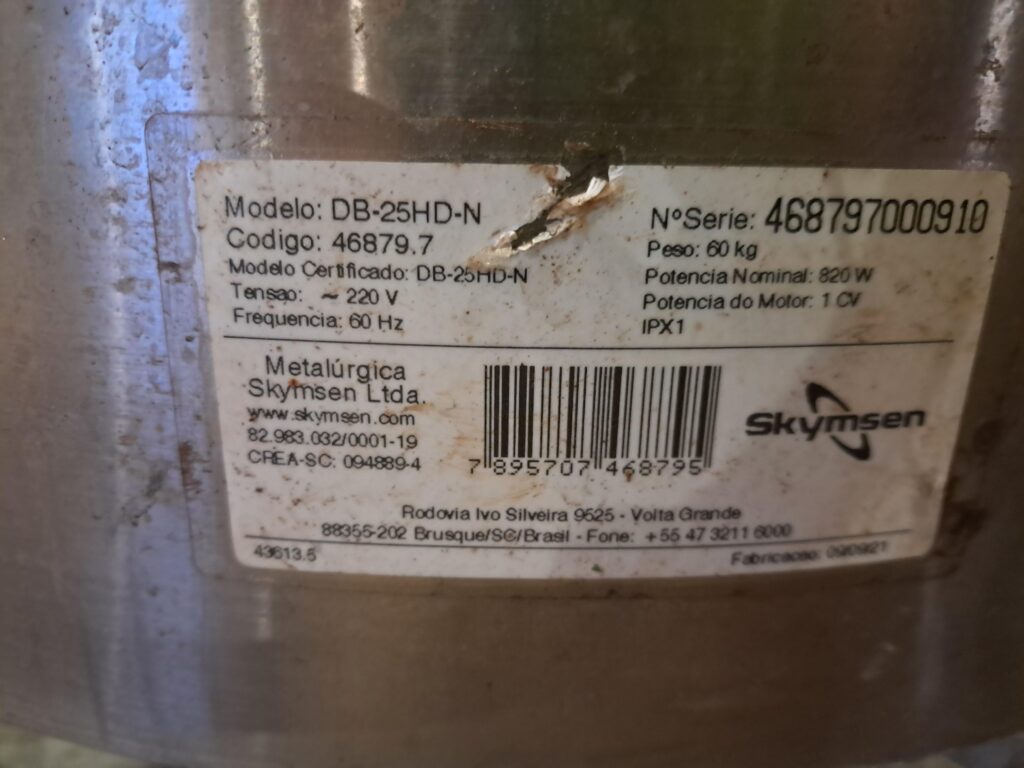 Modelo: DB-25HD-N
Codigo: 46879.7
Modelo Certificado: DB-25HD-N
Tensao: ~ 220 V
Frequencia: 60 Hz
NºSerie: 468797000910
Peso: 60 kg
Potencia Nominal: 820 W
Potencia do Motor: 1 CV
IPX1
Metalúrgica
Skymsen Ltda.
www.skymsen.com
82.983.032/0001-19
CREA-SC: 094889-4
7 895707 468795
Skymsen
Rodovia Ivo Silveira 9525 - Volta Grande
88355-202 Brusque/SC/Brasil - Fone: +55 47 3211 6000
43613.5
Fabricacao: 090921